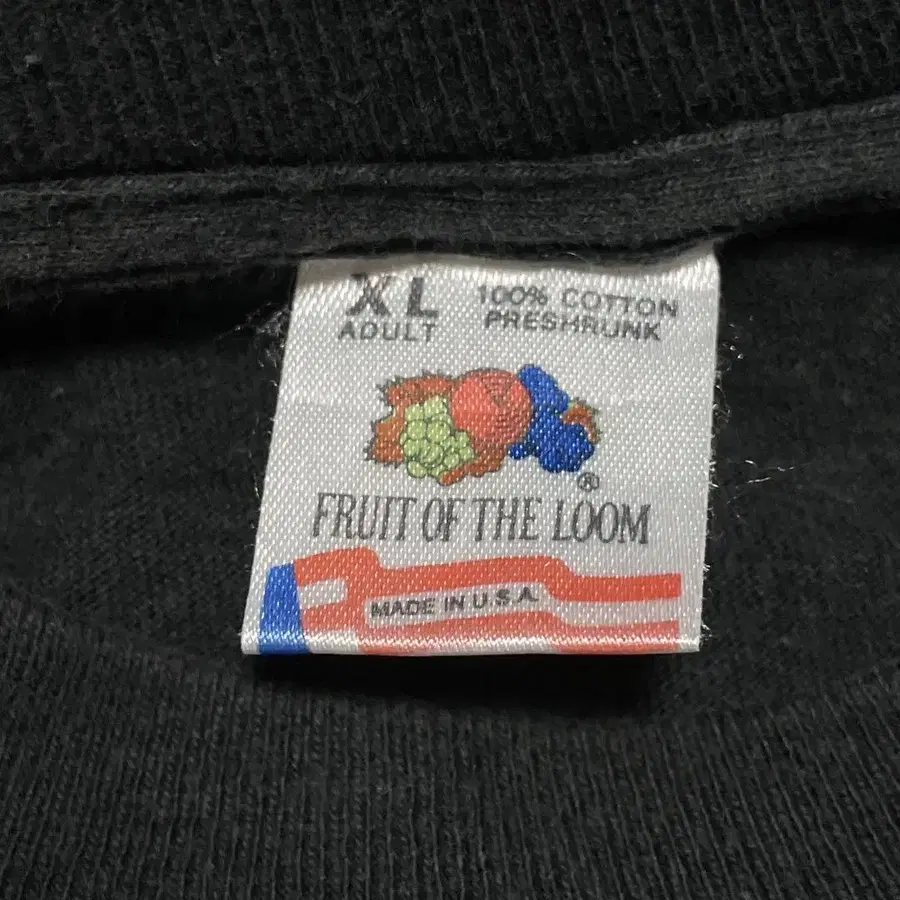 XL
ADULT
100% COTTON
PRESHRUNK
®
FRUIT OF THE LOOM
MADE IN U.S.A.